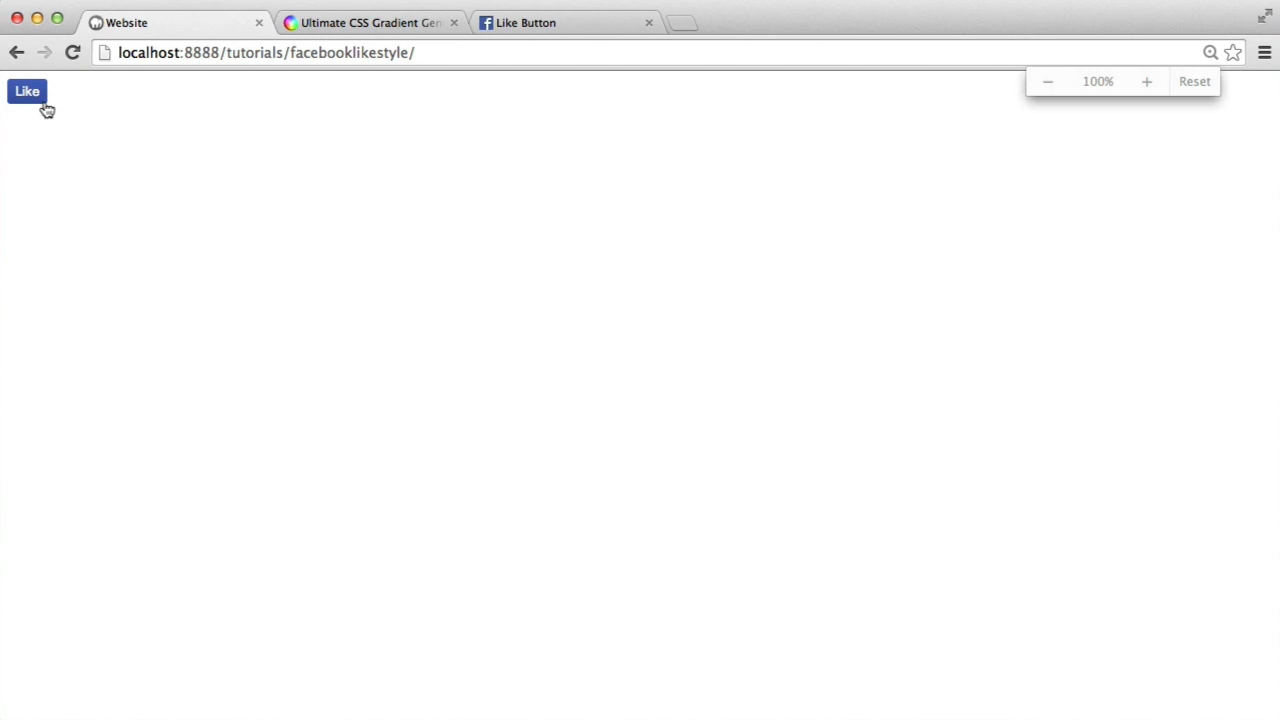 Website
Ultimate CSS Gradient Gen
Like Button
localhost:8888/tutorials/facebooklikestyle/
100%
Reset
Like